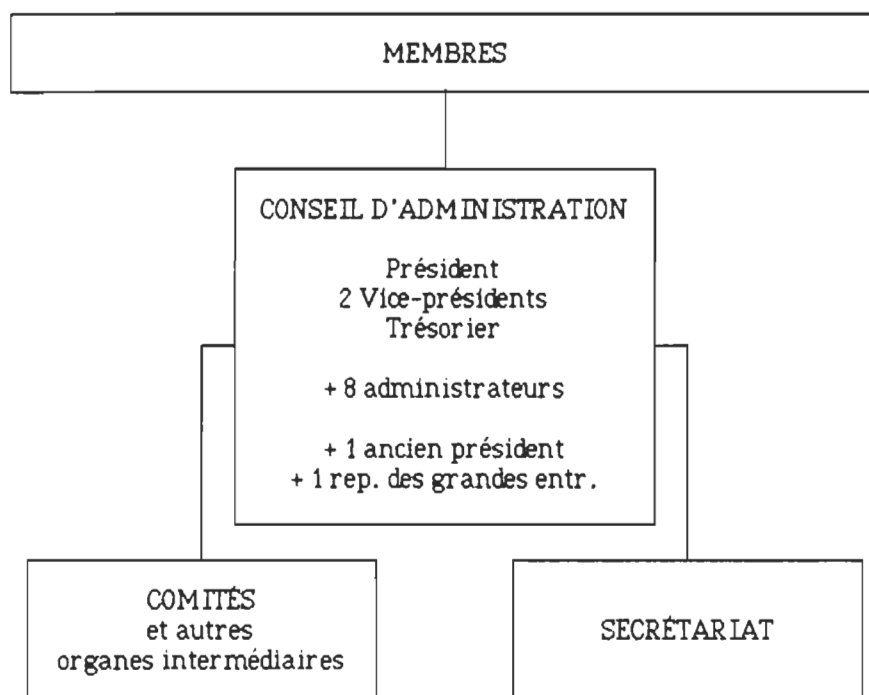 MEMBRES
CONSEIL D'ADMINISTRATION
Président
2 Vice-présidents
Trésorier
+ 8 administrateurs
+ 1 ancien président
+ 1 rep. des grandes entr.
COMITÉS
et autres
organes intermédiaires
SECRÉTARIAT